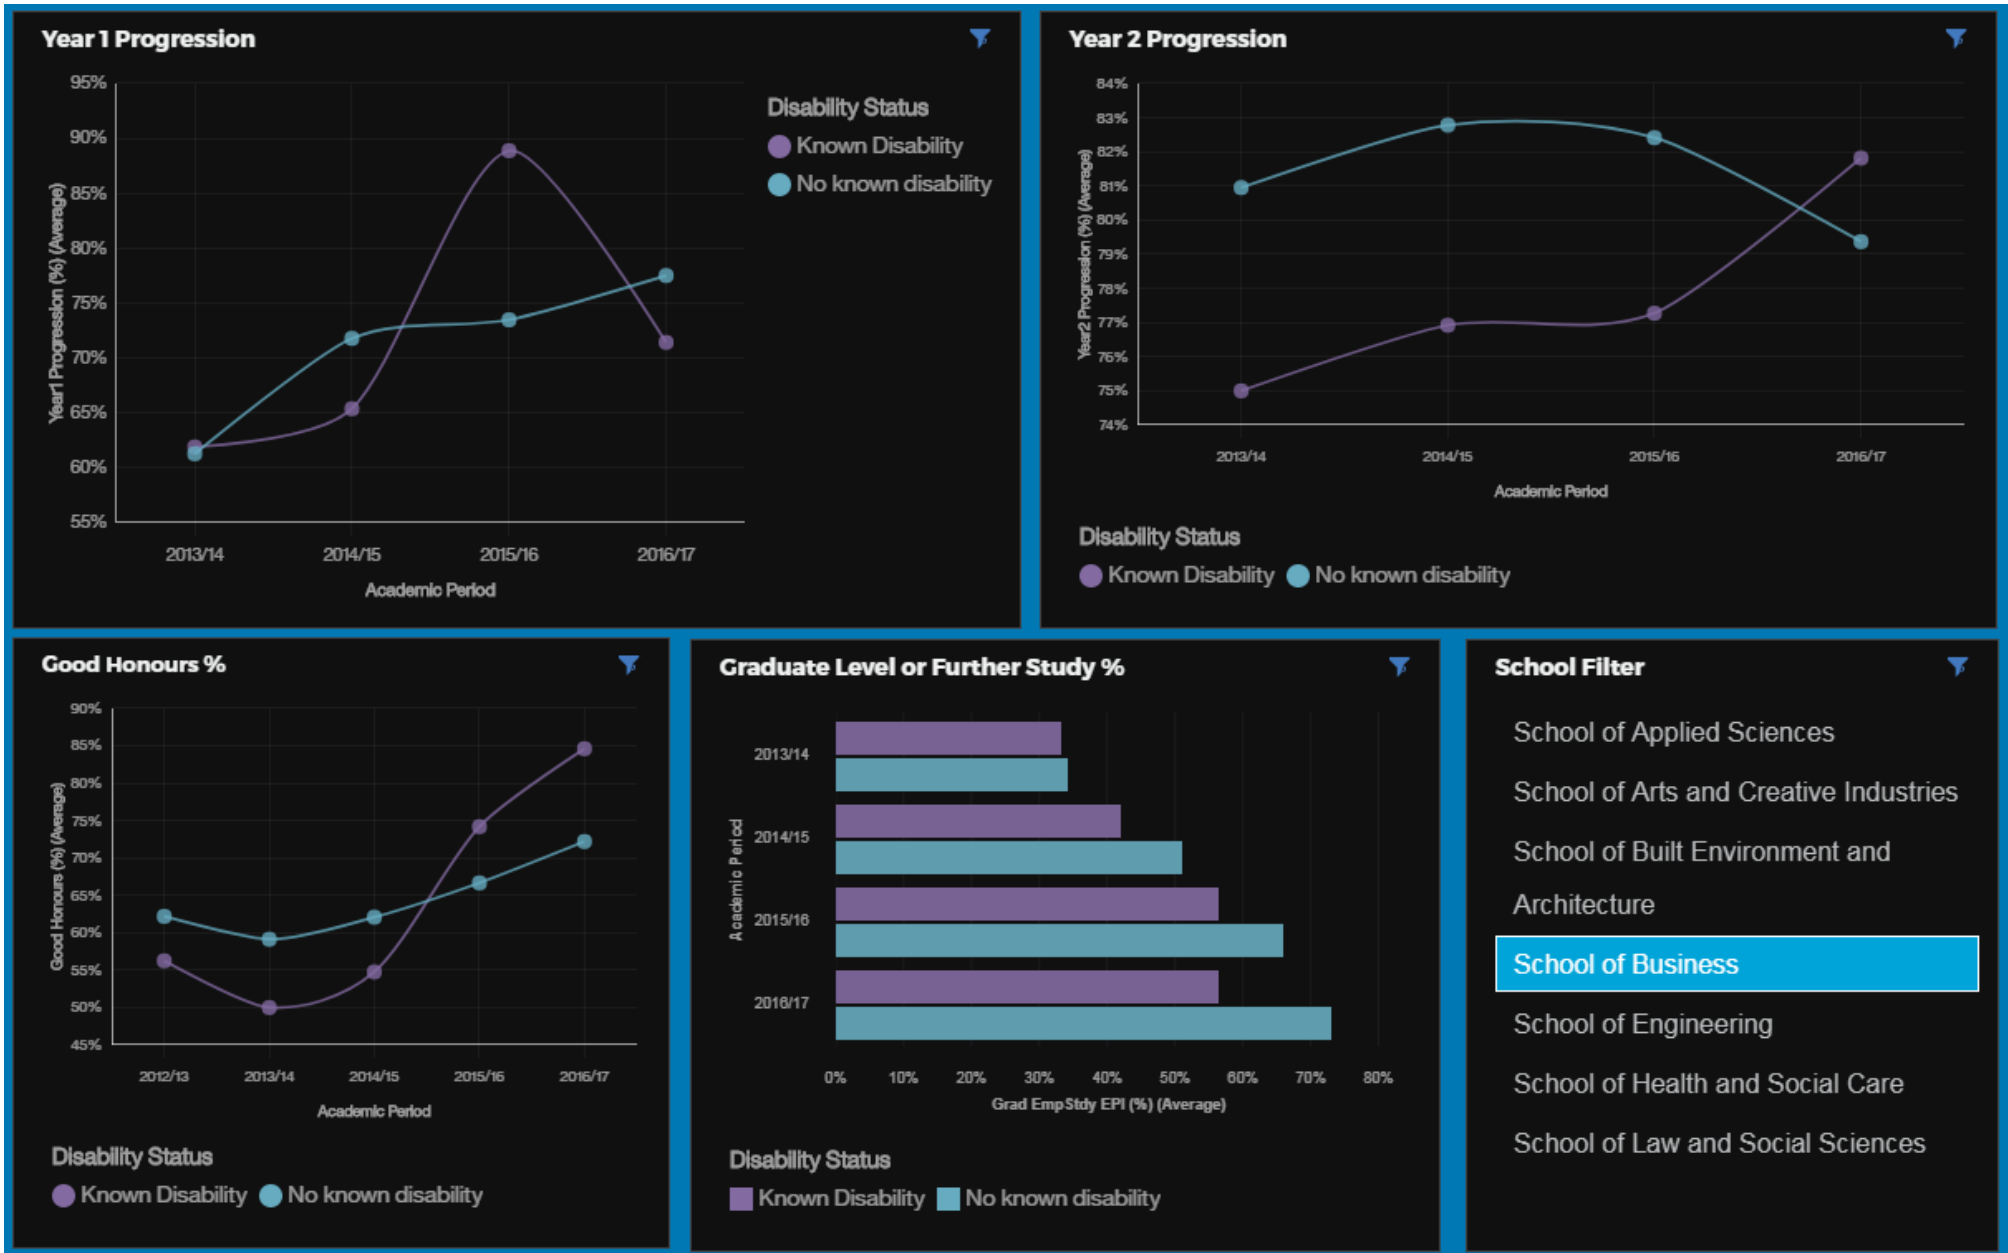 Year 1 Progression
95%
90%
85%
80%
75%
70%
65%
60%
55%
Year1 Progression (%) (Average)
2013/14 2014/15 2015/16 2016/17
Academic Period
Disability Status
Known Disability
No known disability
Year 2 Progression
84%
83%
82%
81%
80%
79%
78%
77%
76%
75%
74%
Year2 Progression (%) (Average)
2013/14 2014/15 2015/16 2016/17
Academic Period
Disability Status
Known Disability No known disability
Good Honours %
90%
85%
80%
75%
70%
65%
60%
55%
50%
45%
Good Honours (%) (Average)
2012/13 2013/14 2014/15 2015/16 2016/17
Academic Period
Disability Status
Known Disability No known disability
Graduate Level or Further Study %
Academic Period
2013/14
2014/15
2015/16
2016/17
0% 10% 20% 30% 40% 50% 60% 70% 80%
Grad EmpStdy EPI (%) (Average)
Disability Status
Known Disability No known disability
School Filter
School of Applied Sciences
School of Arts and Creative Industries
School of Built Environment and
Architecture
School of Business
School of Engineering
School of Health and Social Care
School of Law and Social Sciences